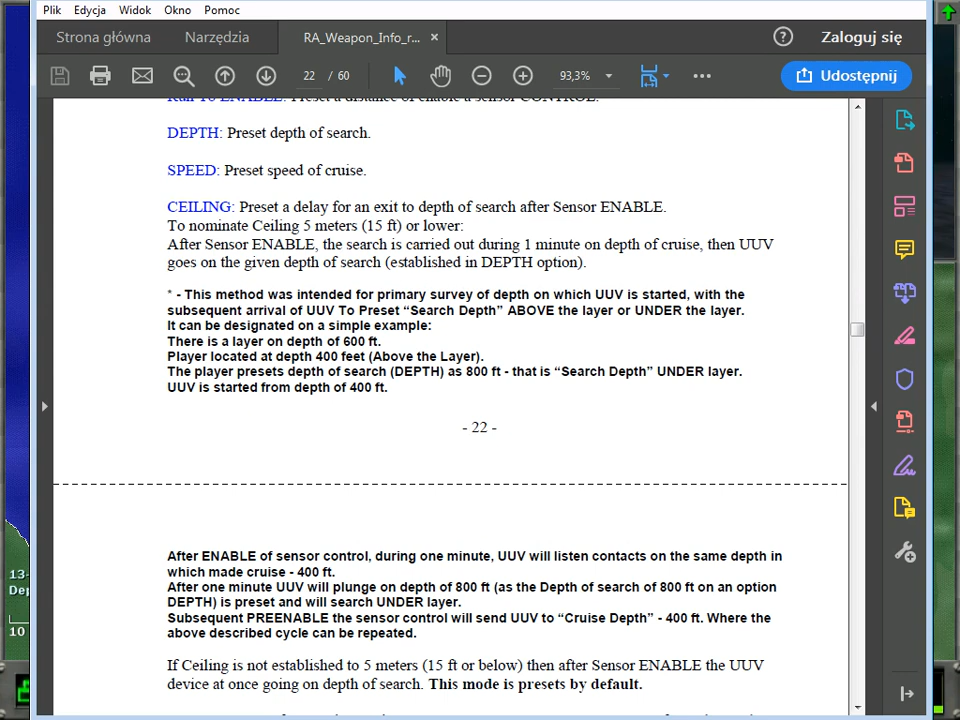 Plik Edycja Widok Okno Pomoc
Strona główna Narzędzia RA_Weapon_Info_r... × Zaloguj się
22 / 60 93,3% Udostępnij
Run To ENABLE: Preset a distance of enable a sensor CONTROL.
DEPTH: Preset depth of search.
SPEED: Preset speed of cruise.
CEILING: Preset a delay for an exit to depth of search after Sensor ENABLE.
To nominate Ceiling 5 meters (15 ft) or lower:
After Sensor ENABLE, the search is carried out during 1 minute on depth of cruise, then UUV
goes on the given depth of search (established in DEPTH option).
* - This method was intended for primary survey of depth on which UUV is started, with the
subsequent arrival of UUV To Preset “Search Depth” ABOVE the layer or UNDER the layer.
It can be designated on a simple example:
There is a layer on depth of 600 ft.
Player located at depth 400 feet (Above the Layer).
The player presets depth of search (DEPTH) as 800 ft - that is “Search Depth” UNDER layer.
UUV is started from depth of 400 ft.
- 22 -
After ENABLE of sensor control, during one minute, UUV will listen contacts on the same depth in
which made cruise - 400 ft.
After one minute UUV will plunge on depth of 800 ft (as the Depth of search of 800 ft on an option
DEPTH) is preset and will search UNDER layer.
Subsequent PREENABLE the sensor control will send UUV to “Cruise Depth” - 400 ft. Where the
above described cycle can be repeated.
If Ceiling is not established to 5 meters (15 ft or below) then after Sensor ENABLE the UUV
device at once going on depth of search. This mode is presets by default.
13-
Dep
10